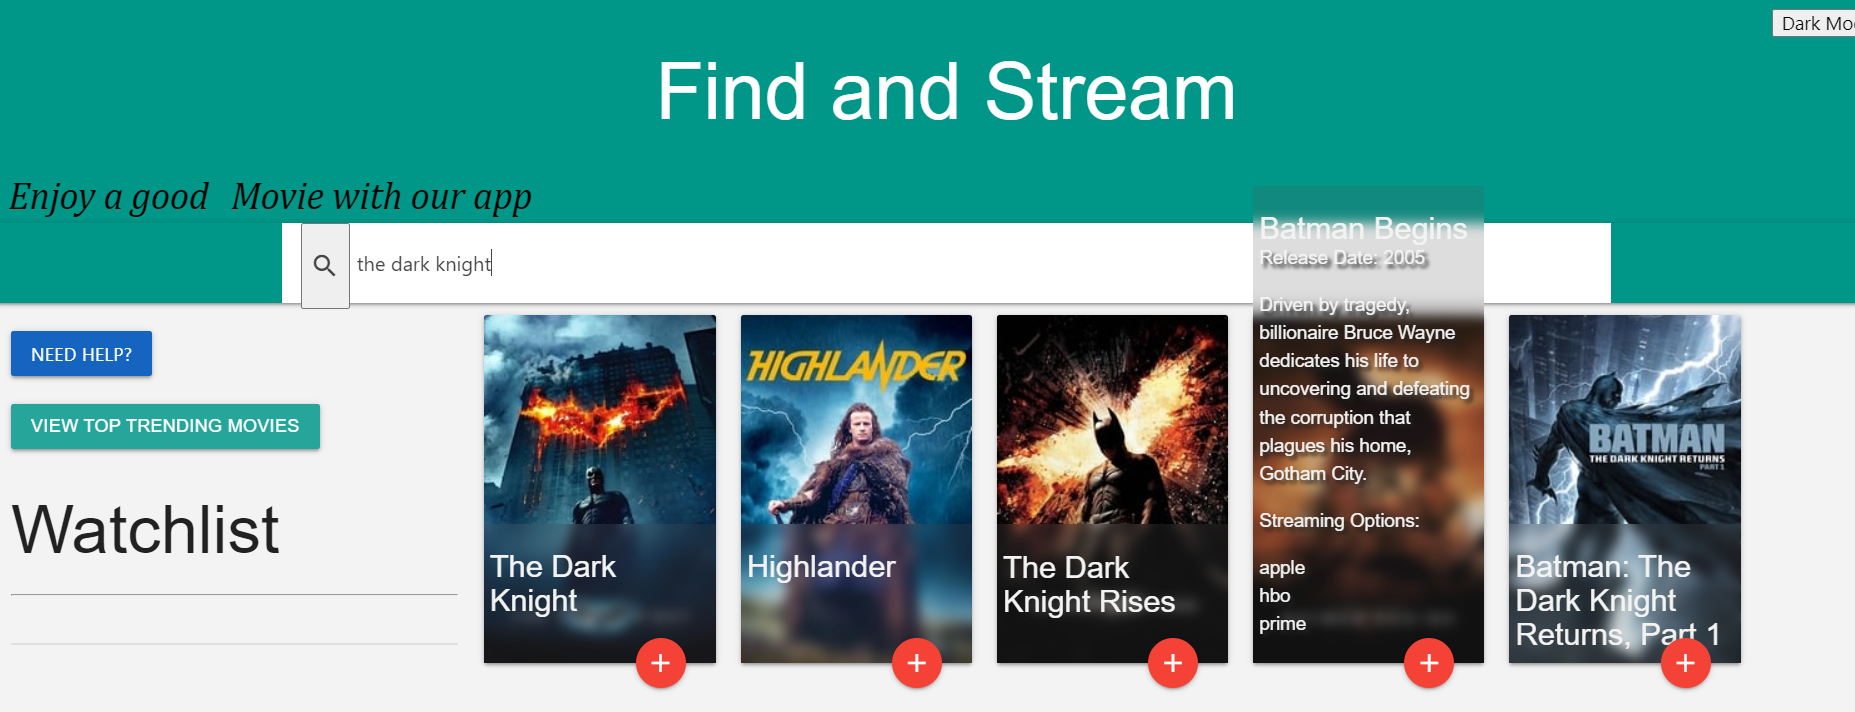 Dark Mo
Find and Stream
Enjoy a good Movie with our app
the dark knight
NEED HELP?
VIEW TOP TRENDING MOVIES
Watchlist
The Dark
Knight
HIGHLANDER
Highlander
The Dark
Knight Rises
Batman Begins
Release Date: 2005
Driven by tragedy,
billionaire Bruce Wayne
dedicates his life to
uncovering and defeating
the corruption that
plagues his home,
Gotham City.
Streaming Options:
apple
hbo
prime
BATMAN
THE DARK KNIGHT RETURNS
PART 1
Batman: The
Dark Knight
Returns, Part 1